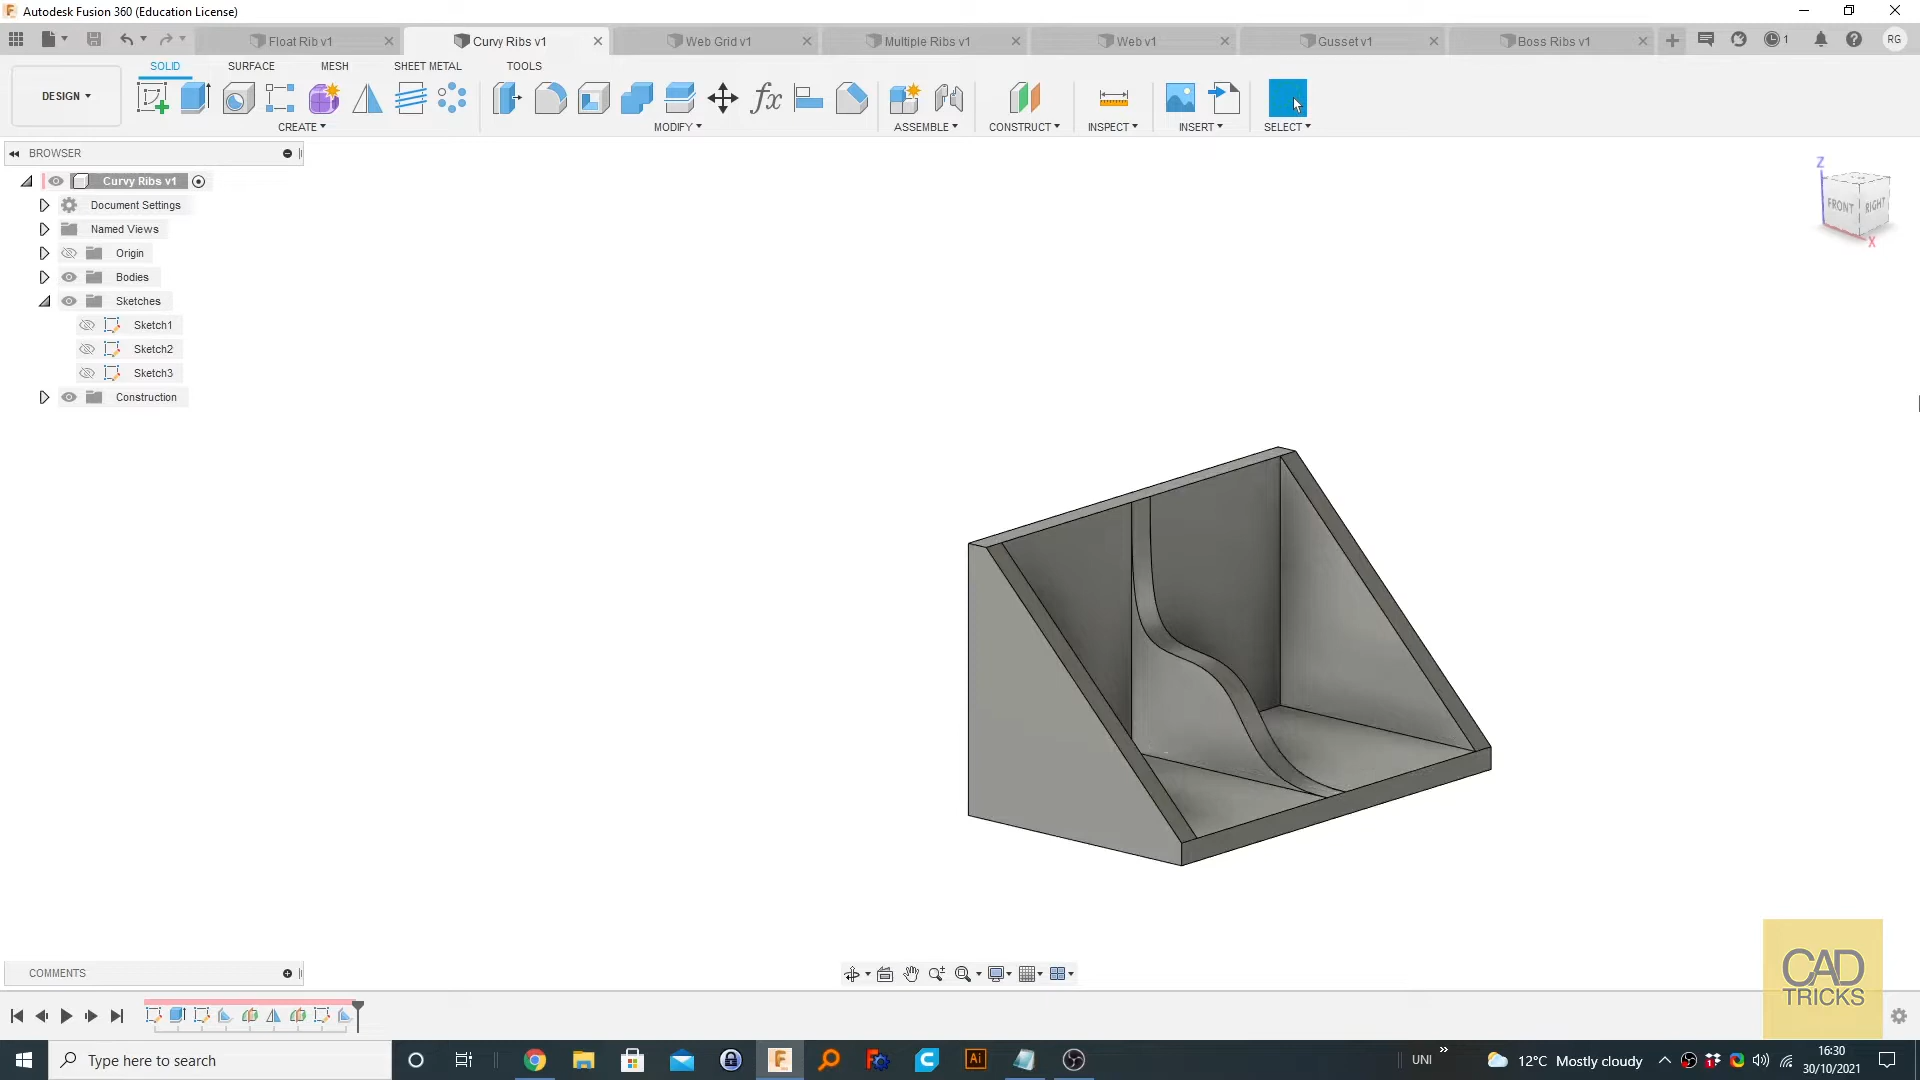 Autodesk Fusion 360 (Education License)
Float Rib v1
Curvy Ribs v1
Web Grid v1
Multiple Ribs v1
Web v1
Gusset v1
Boss Ribs v1
1
RG
SOLID
SURFACE
MESH
SHEET METAL
TOOLS
DESIGN
CREATE
MODIFY
ASSEMBLE
CONSTRUCT
INSPECT
INSERT
SELECT
BROWSER
Curvy Ribs v1
Document Settings
Named Views
Origin
Bodies
Sketches
Sketch1
Sketch2
Sketch3
Construction
Z
FRONT
RIGHT
X
COMMENTS
CAD
TRICKS
Type here to search
Ai
UNI
12°C Mostly cloudy
16:30
30/10/2021